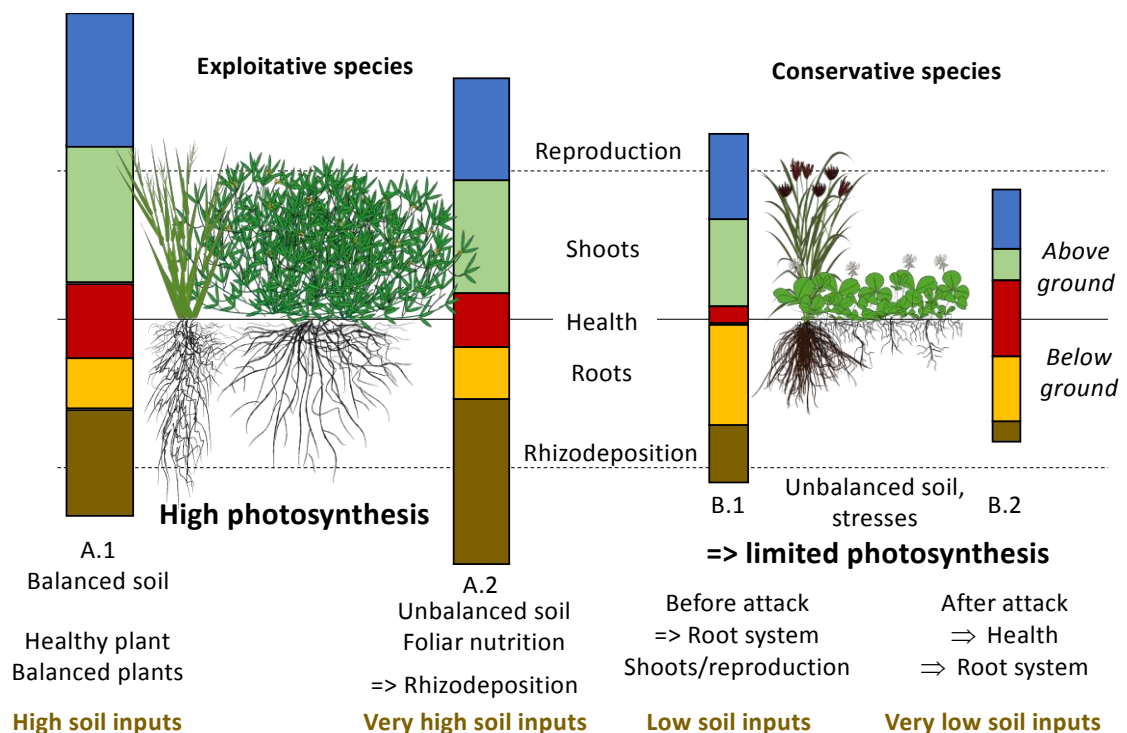 Exploitative species
Conservative species
Reproduction
Shoots
Health
Roots
Rhizodeposition
Above
ground
Below
ground
High photosynthesis
A.1
Balanced soil
Healthy plant
Balanced plants
High soil inputs
A.2
Unbalanced soil
Foliar nutrition
=> Rhizodeposition
Very high soil inputs
B.1
Unbalanced soil,
stresses
B.2
=> limited photosynthesis
Before attack
=> Root system
Shoots/reproduction
Low soil inputs
After attack
⇒ Health
⇒ Root system
Very low soil inputs